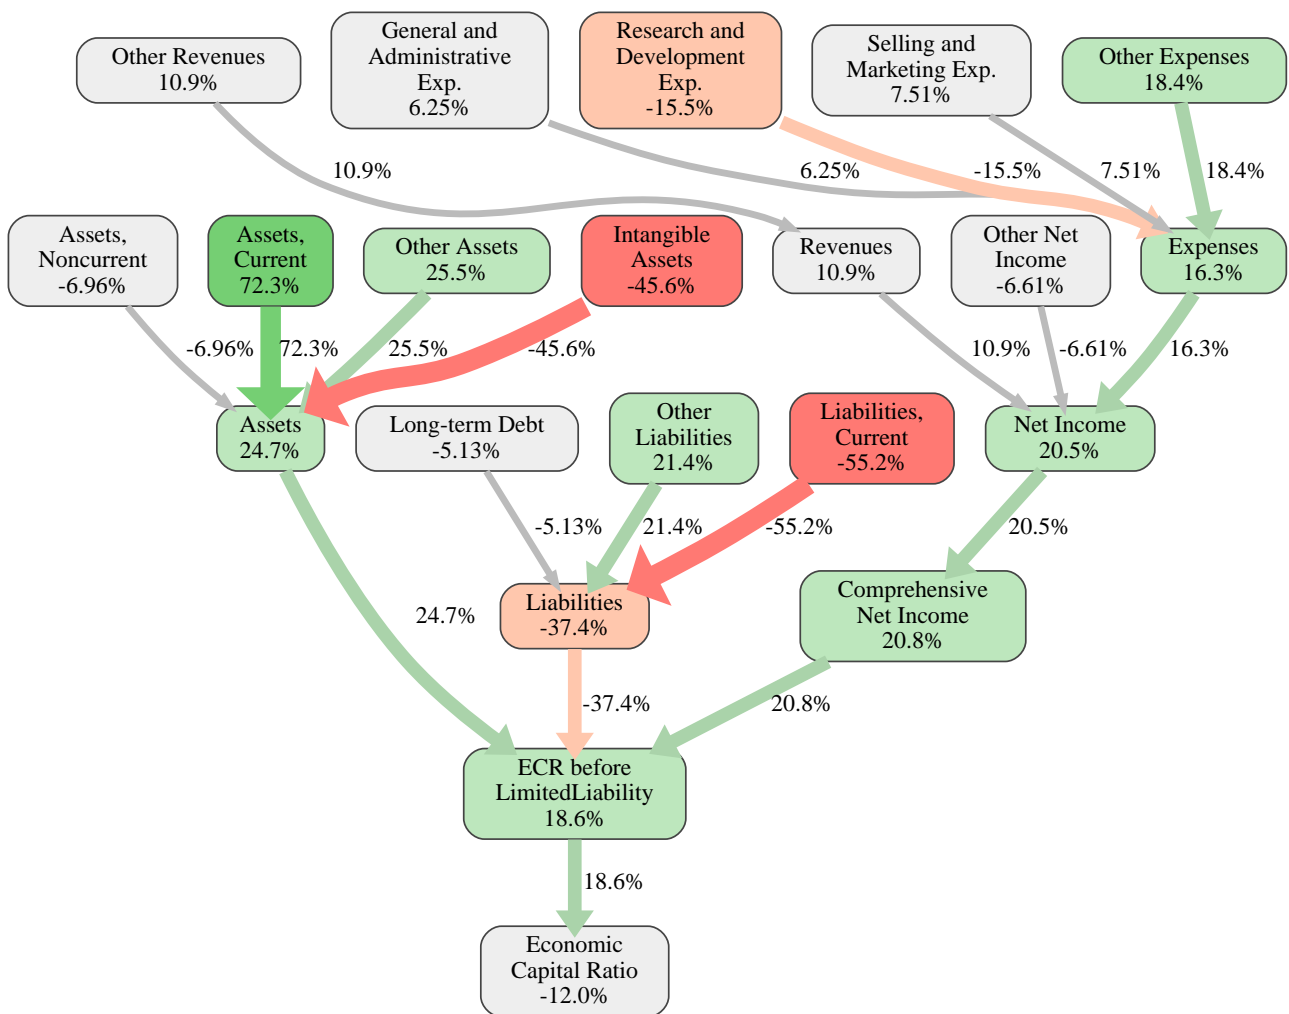 Other Revenues
10.9%
General and
Administrative
Exp.
6.25%
Research and
Development
Exp.
-15.5%
Selling and
Marketing Exp.
7.51%
Other Expenses
18.4%
10.9%
6.25%
-15.5%
7.51%
18.4%
Assets,
Noncurrent
-6.96%
Assets,
Current
72.3%
Other Assets
25.5%
Intangible
Assets
-45.6%
Revenues
10.9%
Other Net
Income
-6.61%
Expenses
16.3%
-6.96%
72.3%
25.5%
-45.6%
10.9%
-6.61%
16.3%
Assets
24.7%
Long-term Debt
-5.13%
Other
Liabilities
21.4%
Liabilities,
Current
-55.2%
Net Income
20.5%
-5.13%
21.4%
-55.2%
20.5%
Liabilities
-37.4%
Comprehensive
Net Income
20.8%
24.7%
-37.4%
20.8%
ECR before
LimitedLiability
18.6%
18.6%
Economic
Capital Ratio
-12.0%